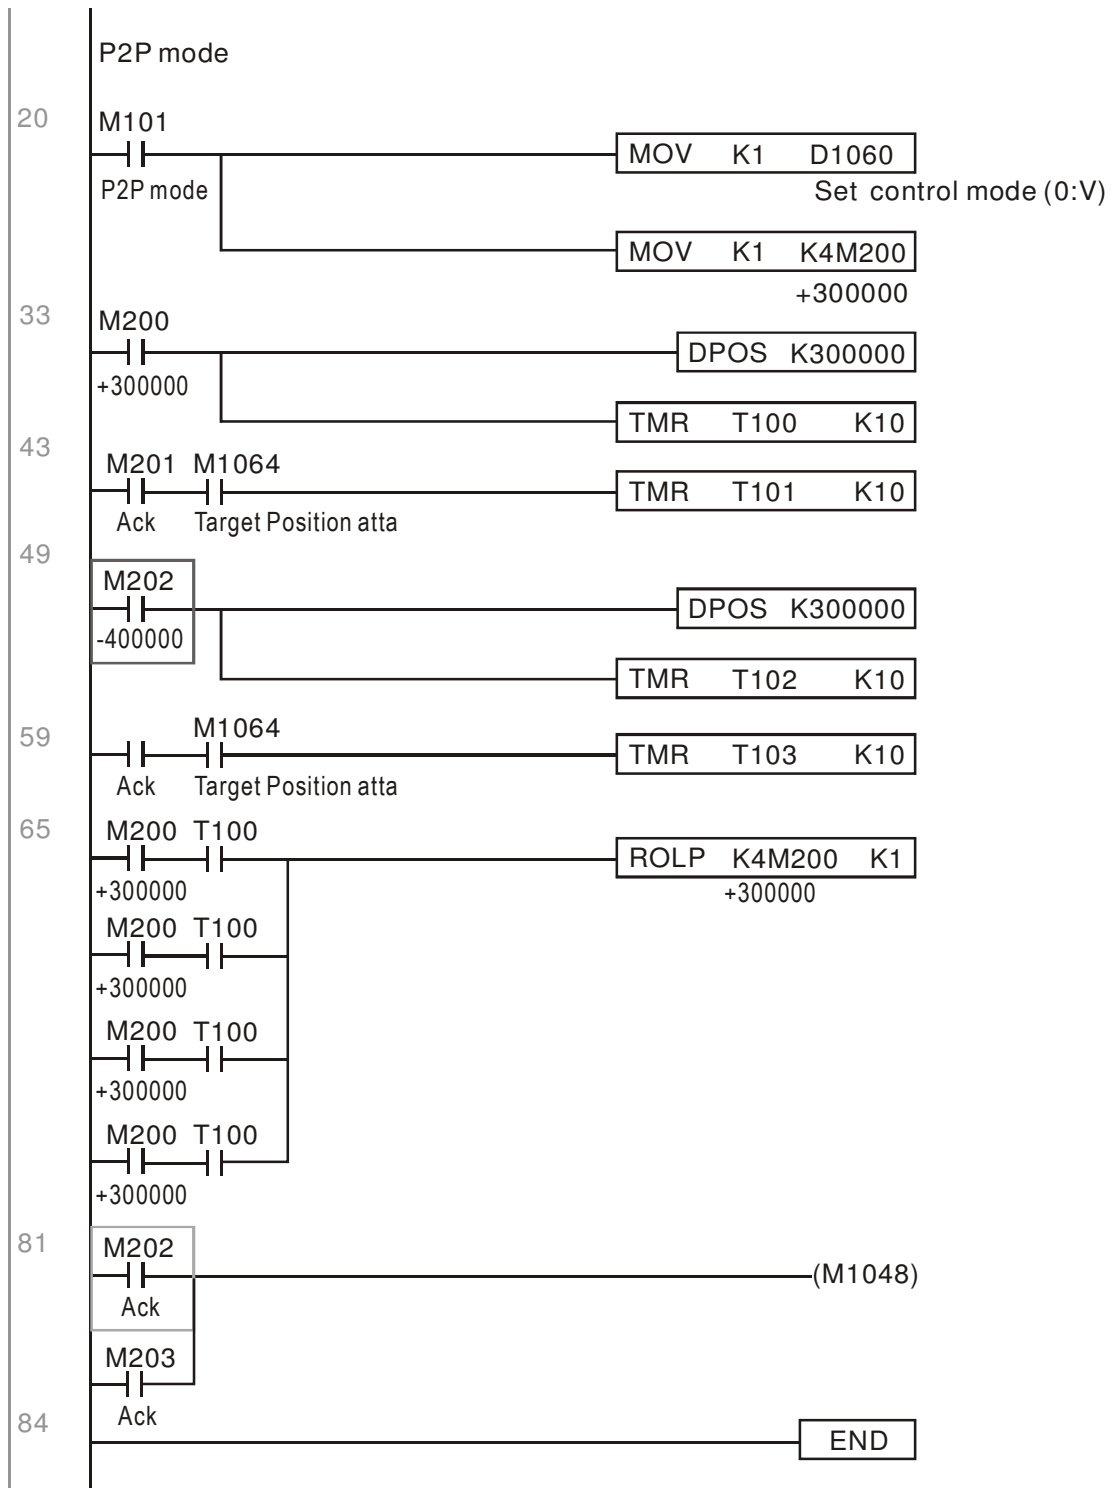 P2P mode
20
M101
MOV K1 D1060
P2P mode
Set control mode (0:V)
MOV K1 K4M200
+300000
33
M200
DPOS K300000
+300000
TMR T100 K10
43
M201 M1064
TMR T101 K10
Ack Target Position atta
49
M202
DPOS K300000
-400000
TMR T102 K10
59
M1064
TMR T103 K10
Ack Target Position atta
65
M200 T100
ROLP K4M200 K1
+300000 +300000
M200 T100
+300000
M200 T100
+300000
M200 T100
+300000
81
M202
(M1048)
Ack
M203
Ack
84
END